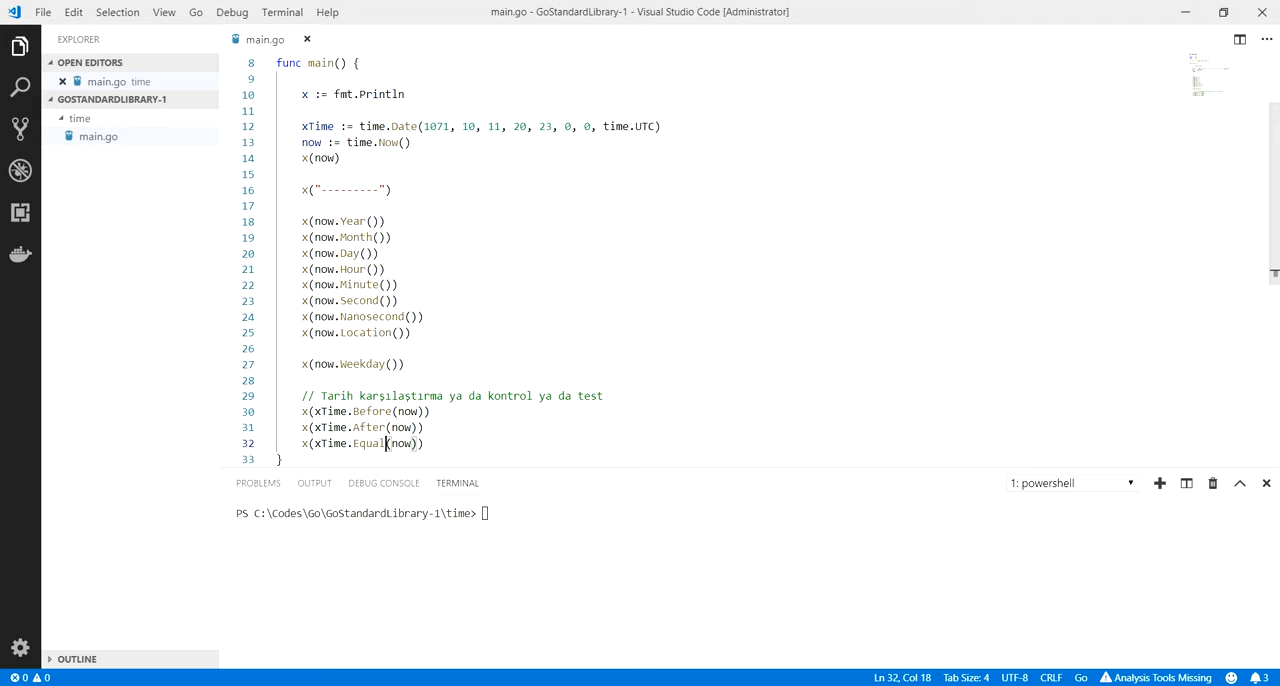 File Edit Selection View Go Debug Terminal Help main.go - GoStandardLibrary-1 - Visual Studio Code [Administrator]
EXPLORER
OPEN EDITORS
main.go time
GOSTANDARDLIBRARY-1
time
main.go
OUTLINE
main.go
8 func main() {
9
10 x := fmt.Println
11
12 xTime := time.Date(1071, 10, 11, 20, 23, 0, 0, time.UTC)
13 now := time.Now()
14 x(now)
15
16 x("---------")
17
18 x(now.Year())
19 x(now.Month())
20 x(now.Day())
21 x(now.Hour())
22 x(now.Minute())
23 x(now.Second())
24 x(now.Nanosecond())
25 x(now.Location())
26
27 x(now.Weekday())
28
29 // Tarih karşılaştırma ya da kontrol ya da test
30 x(xTime.Before(now))
31 x(xTime.After(now))
32 x(xTime.Equal(now))
33 }
PROBLEMS OUTPUT DEBUG CONSOLE TERMINAL 1: powershell
PS C:\Codes\Go\GoStandardLibrary-1\time>
0 0 Ln 32, Col 18 Tab Size: 4 UTF-8 CRLF Go Analysis Tools Missing 3